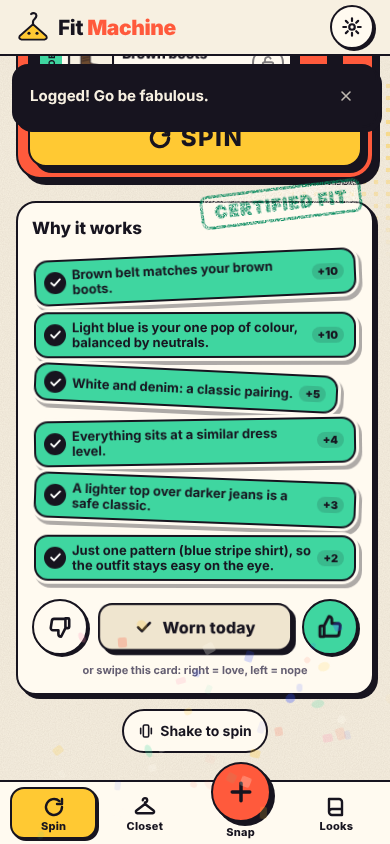 Fit Machine
Brown boots
Logged! Go be fabulous.
SPIN
CERTIFIED FIT
Why it works
Brown belt matches your brown
boots.
+10
Light blue is your one pop of colour,
balanced by neutrals.
+10
White and denim: a classic pairing.
+5
Everything sits at a similar dress
level.
+4
A lighter top over darker jeans is a
safe classic.
+3
Just one pattern (blue stripe shirt), so
the outfit stays easy on the eye.
+2
Worn today
or swipe this card: right = love, left = nope
Shake to spin
Spin
Closet
Snap
Looks